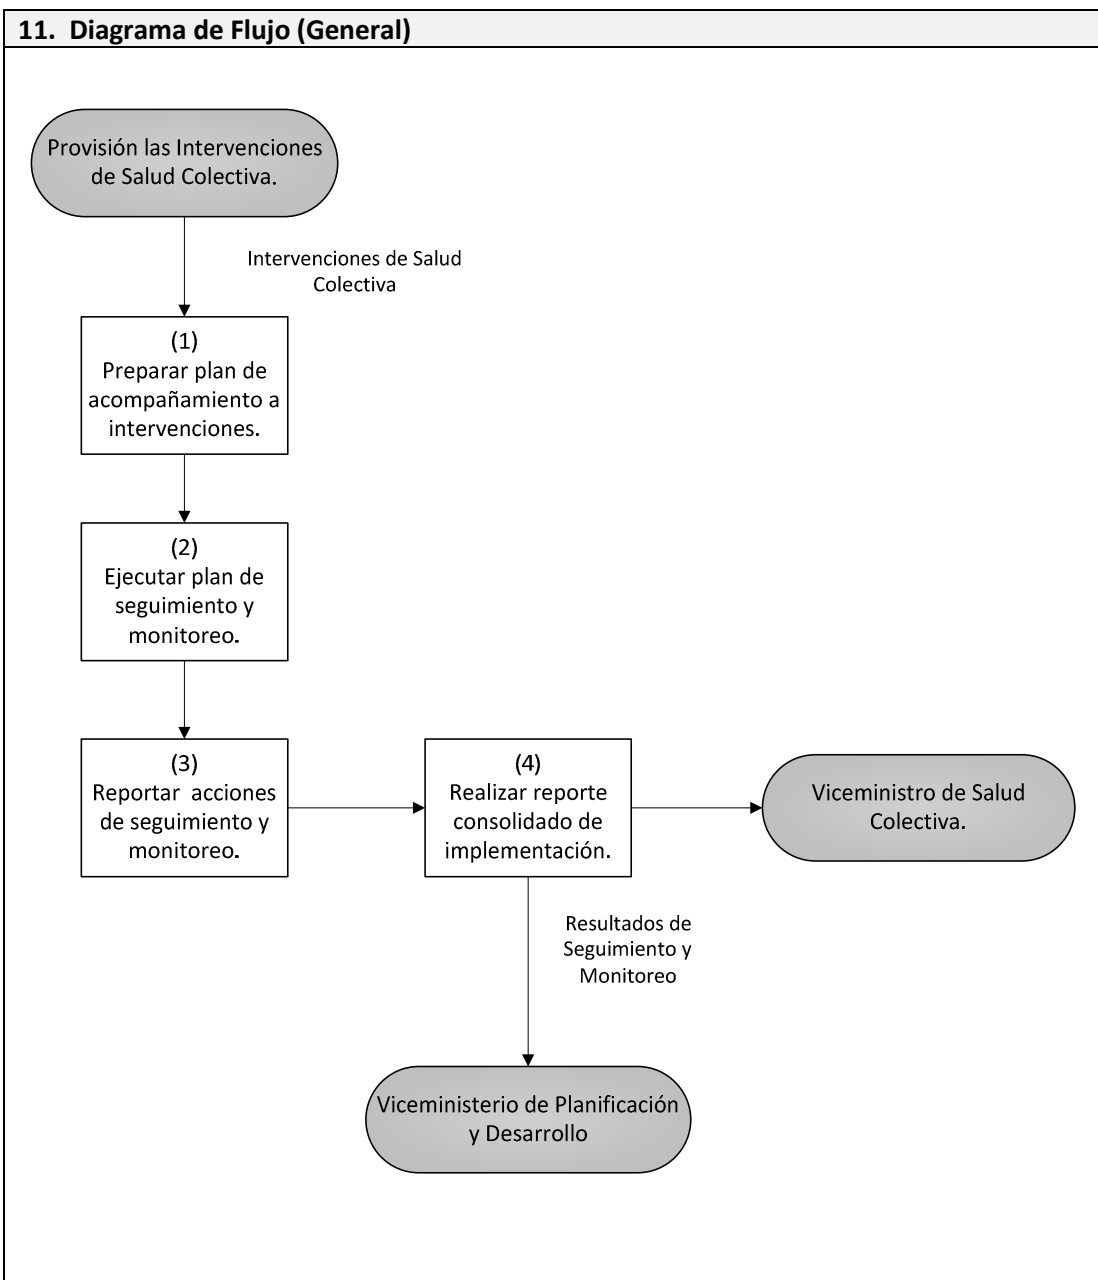 11. Diagrama de Flujo (General)
Provisión las Intervenciones
de Salud Colectiva.
Intervenciones de Salud
Colectiva
(1)
Preparar plan de
acompañamiento a
intervenciones.
(2)
Ejecutar plan de
seguimiento y
monitoreo.
(3)
Reportar acciones
de seguimiento y
monitoreo.
(4)
Realizar reporte
consolidado de
implementación.
Viceministro de Salud
Colectiva.
Resultados de
Seguimiento y
Monitoreo
Viceministerio de Planificación
y Desarrollo